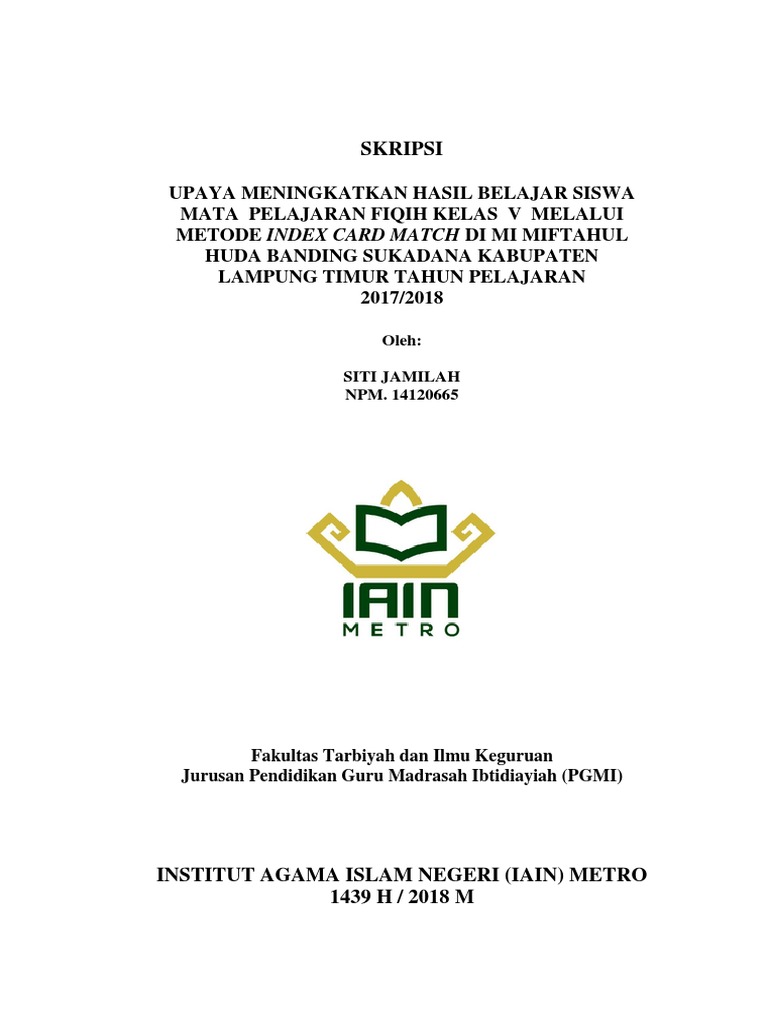 SKRIPSI
UPAYA MENINGKATKAN HASIL BELAJAR SISWA
MATA PELAJARAN FIQIH KELAS V MELALUI
METODE INDEX CARD MATCH DI MI MIFTAHUL
HUDA BANDING SUKADANA KABUPATEN
LAMPUNG TIMUR TAHUN PELAJARAN
2017/2018
Oleh:
SITI JAMILAH
NPM. 14120665
IAIN
METRO
Fakultas Tarbiyah dan Ilmu Keguruan
Jurusan Pendidikan Guru Madrasah Ibtidiayiah (PGMI)
INSTITUT AGAMA ISLAM NEGERI (IAIN) METRO
1439 H / 2018 M